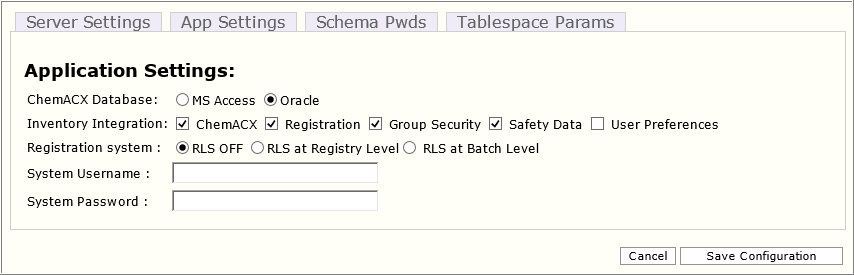 Server Settings App Settings Schema Pwds Tablespace Params
Application Settings:
ChemACX Database: MS Access Oracle
Inventory Integration: ChemACX Registration Group Security Safety Data User Preferences
Registration system : RLS OFF RLS at Registry Level RLS at Batch Level
System Username :
System Password :
Cancel Save Configuration